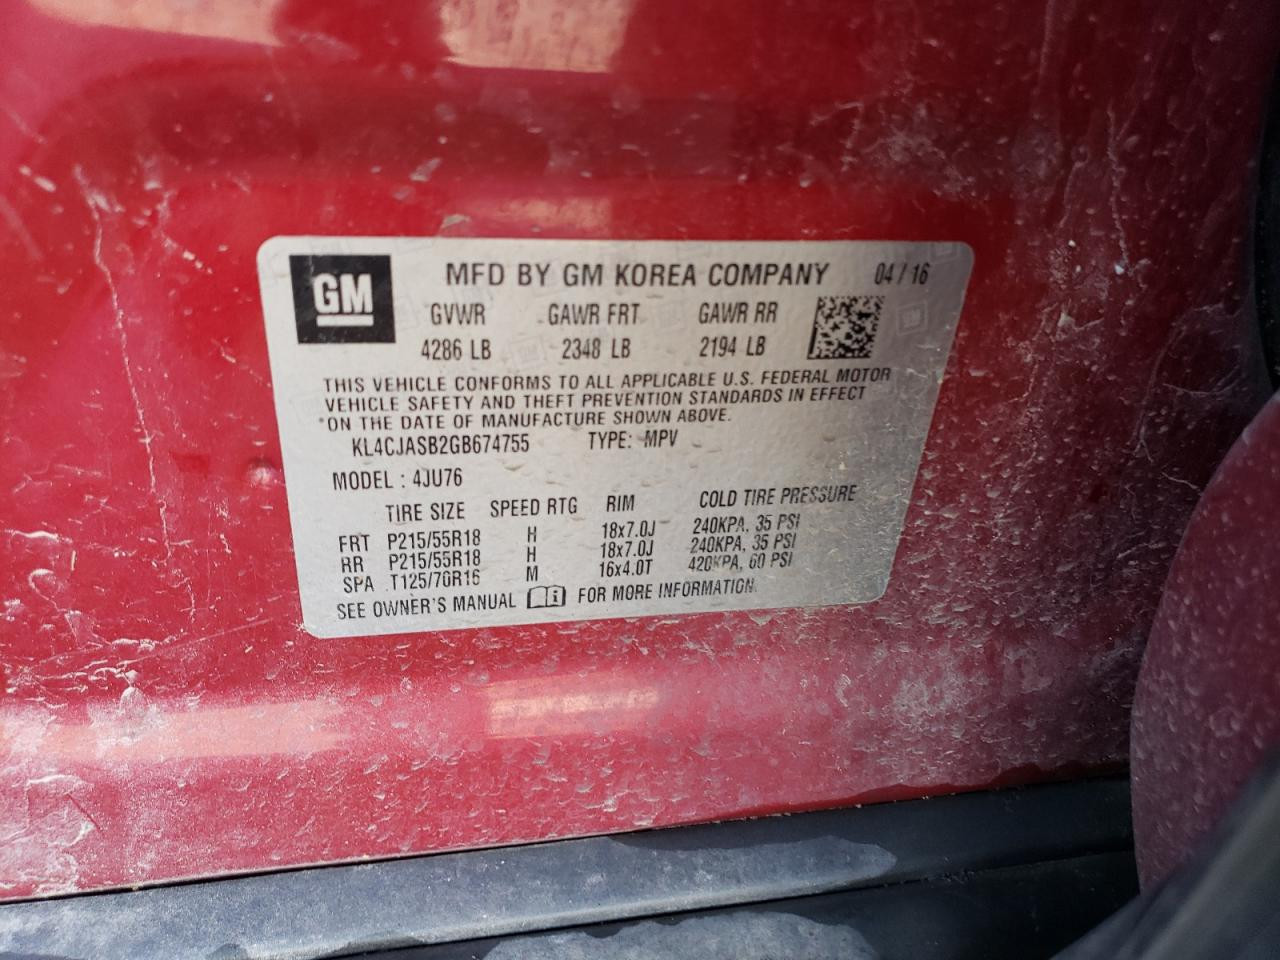 GM MFD BY GM KOREA COMPANY 04 / 16
GVWR GAWR FRT GAWR RR
4286 LB 2348 LB 2194 LB
THIS VEHICLE CONFORMS TO ALL APPLICABLE U.S. FEDERAL MOTOR
VEHICLE SAFETY AND THEFT PREVENTION STANDARDS IN EFFECT
ON THE DATE OF MANUFACTURE SHOWN ABOVE.
KL4CJASB2GB674755 TYPE: MPV
MODEL : 4JU76
TIRE SIZE SPEED RTG RIM COLD TIRE PRESSURE
FRT P215/55R18 H 18x7.0J 240KPA, 35 PSI
RR P215/55R18 H 18x7.0J 240KPA, 35 PSI
SPA T125/70R16 M 16x4.0T 420KPA, 60 PSI
SEE OWNER'S MANUAL i FOR MORE INFORMATION.